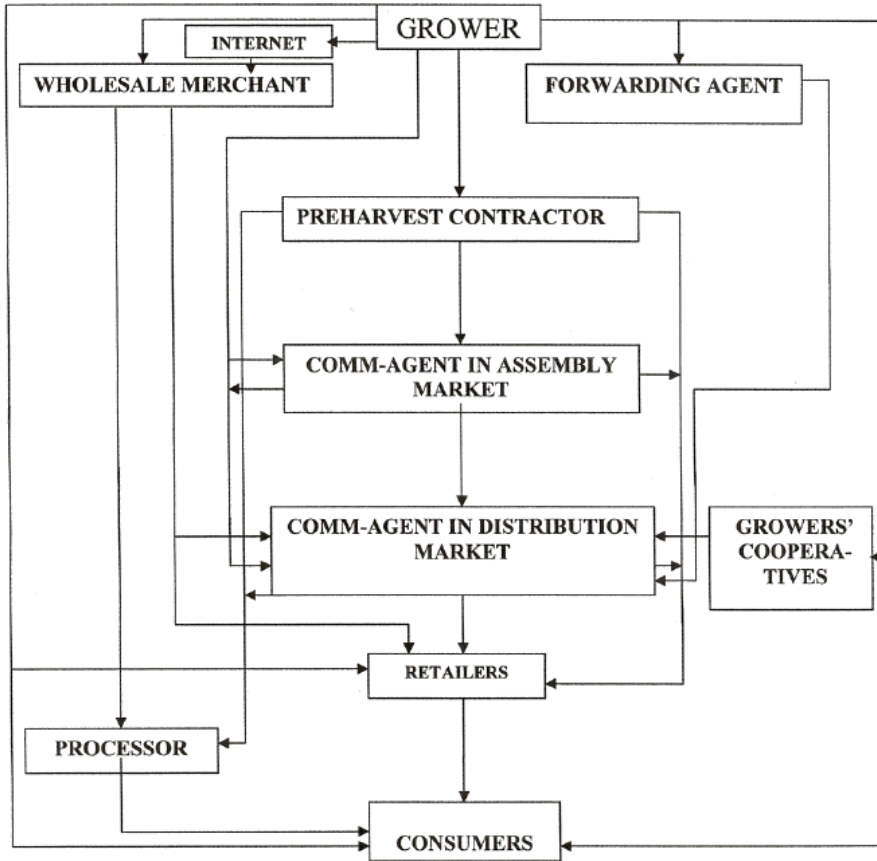 GROWER
INTERNET
WHOLESALE MERCHANT
FORWARDING AGENT
PREHARVEST CONTRACTOR
COMM-AGENT IN ASSEMBLY
MARKET
COMM-AGENT IN DISTRIBUTION
MARKET
GROWERS’
COOPERA-
TIVES
RETAILERS
PROCESSOR
CONSUMERS